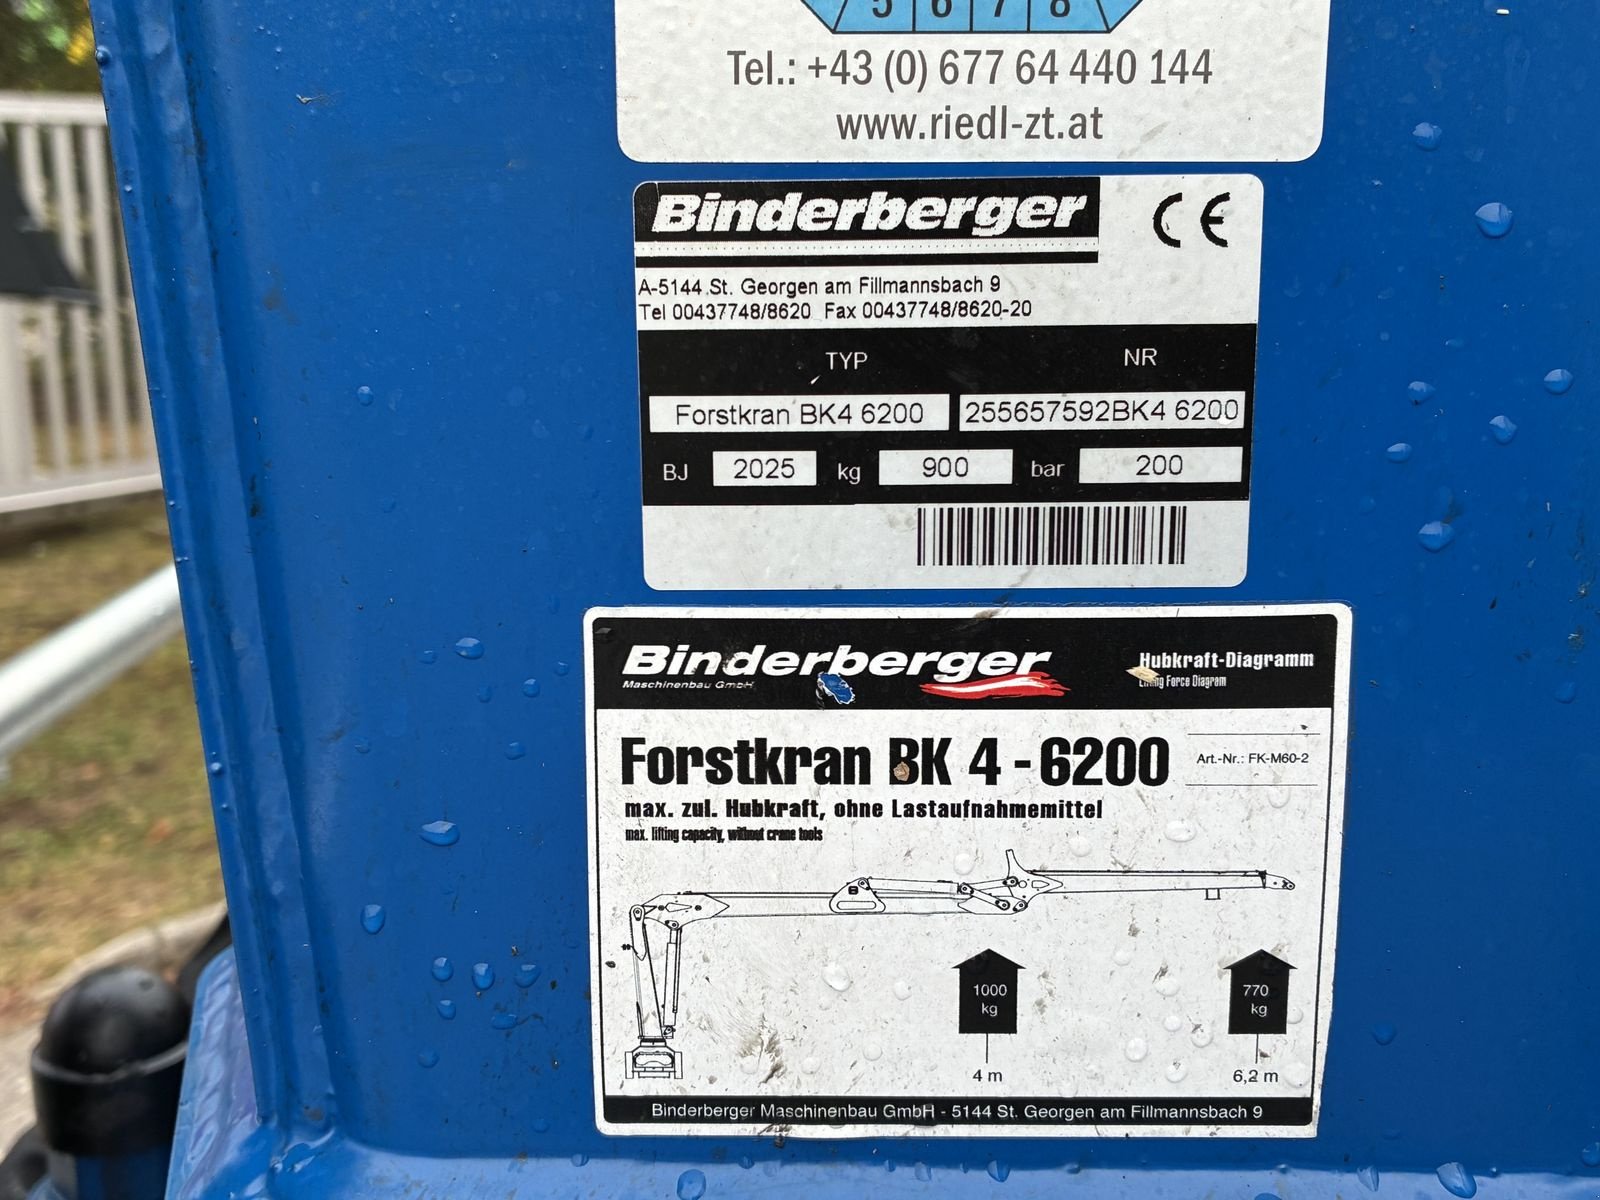 5 6 7 8
Tel.: +43 (0) 677 64 440 144
www.riedl-zt.at
Binderberger CE
A-5144 St. Georgen am Fillmannsbach 9
Tel 00437748/8620 Fax 00437748/8620-20
TYP NR
Forstkran BK4 6200 255657592BK4 6200
BJ 2025 kg 900 bar 200
Binderberger
Maschinenbau GmbH
Hubkraft-Diagramm
Lifting Force Diagram
Forstkran BK 4 - 6200
Art.-Nr.: FK-M60-2
max. zul. Hubkraft, ohne Lastaufnahmemittel
max. lifting capacity, without crane tools
1000 kg
770 kg
4 m
6,2 m
Binderberger Maschinenbau GmbH - 5144 St. Georgen am Fillmannsbach 9